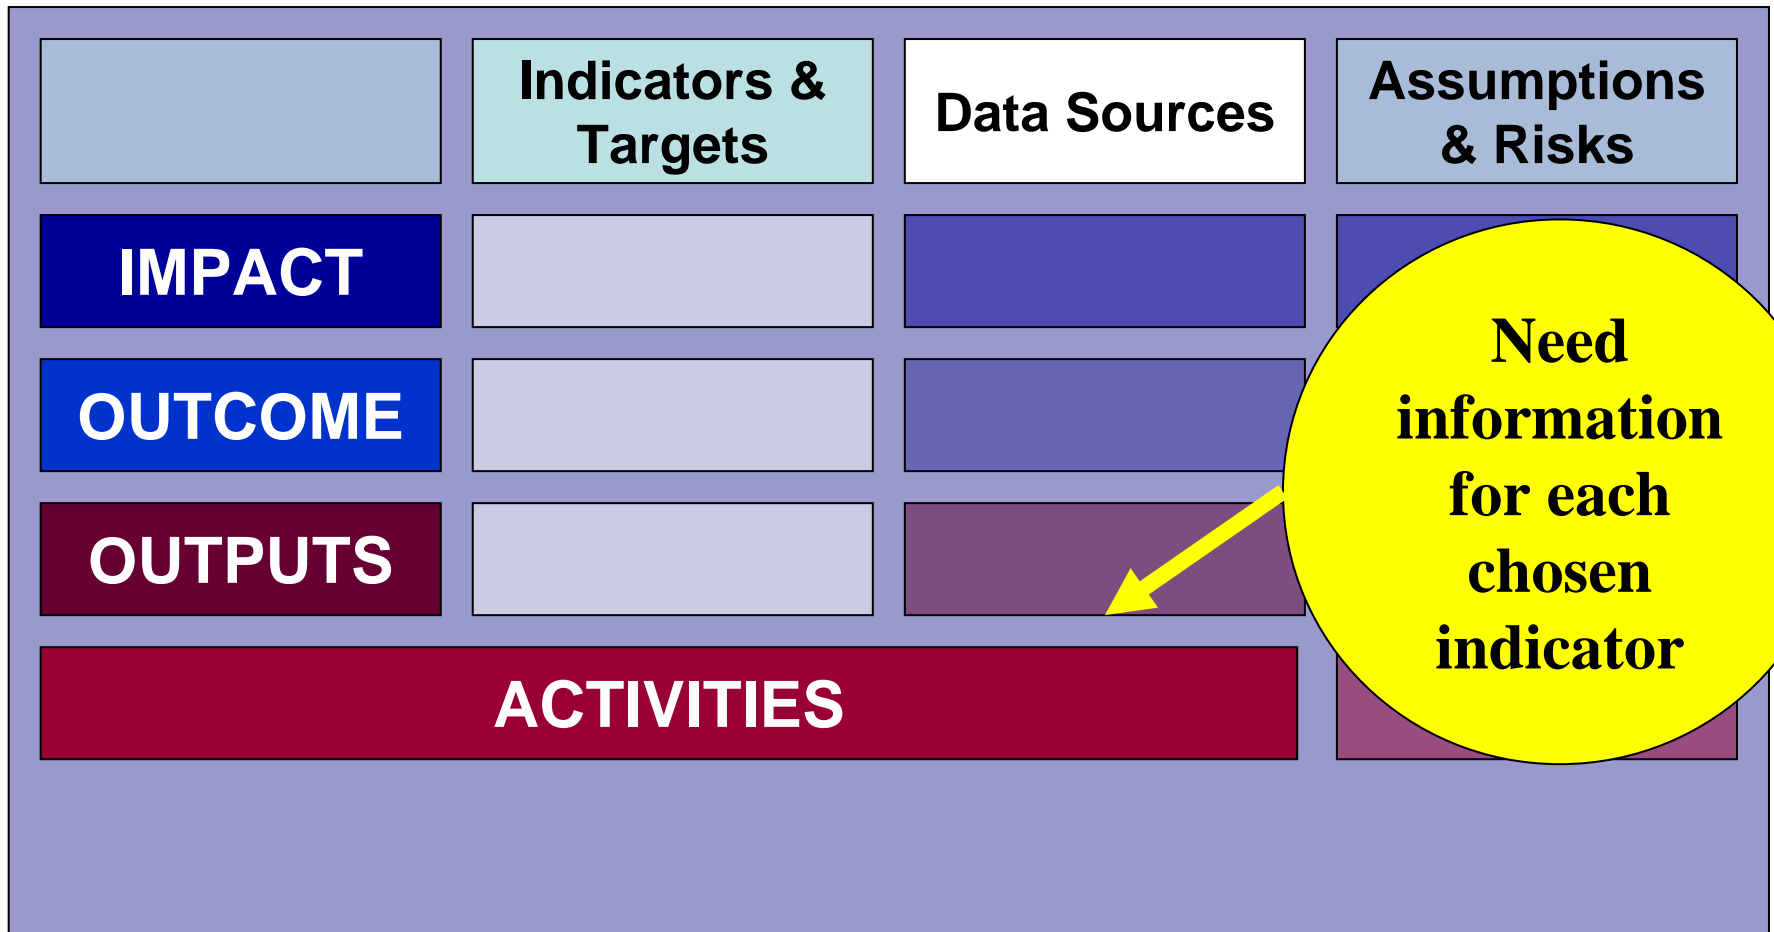 Indicators &
Targets
Data Sources
Assumptions
& Risks
IMPACT
OUTCOME
OUTPUTS
ACTIVITIES
Need
information
for each
chosen
indicator